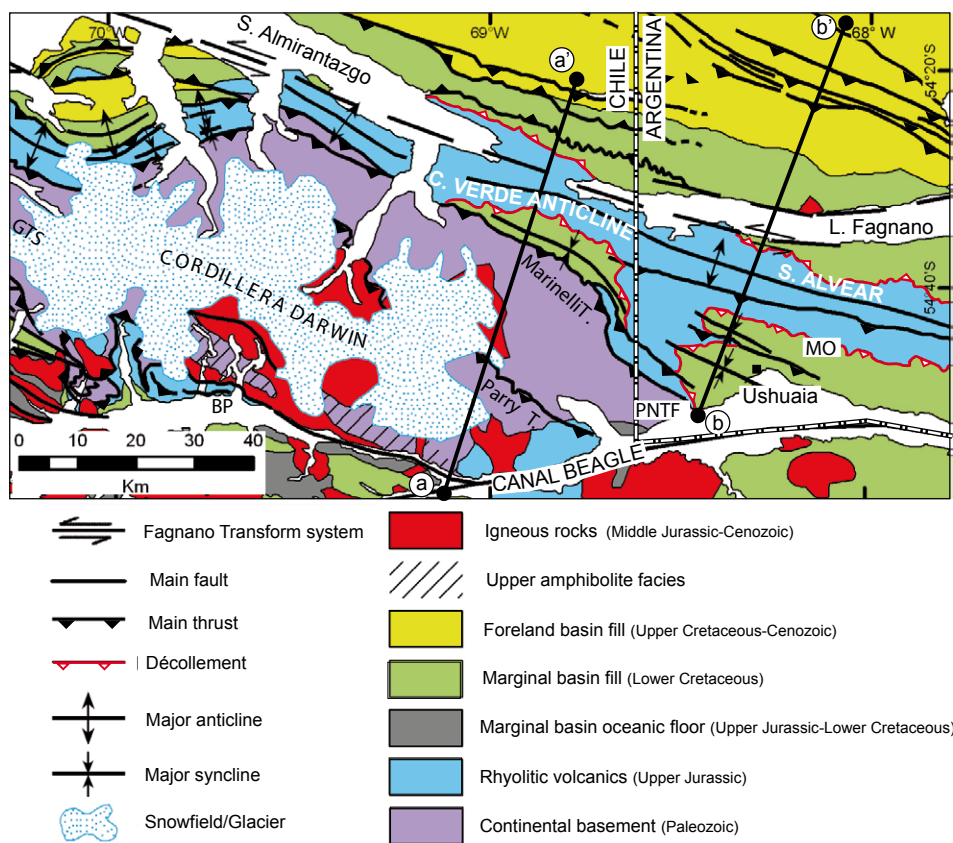 70°W
69°W
68° W
S. Almirantazgo
a'
b'
CHILE
ARGENTINA
54°20'S
C. VERDE ANTICLINE
L. Fagnano
GTS
CORDILLERA DARWIN
Marinelli T.
S. ALVEAR
54°40'S
MO
Ushuaia
Parry T.
PNTF
b
BP
0 10 20 30 40
Km
a
CANAL BEAGLE
Fagnano Transform system
Main fault
Main thrust
Décollement
Major anticline
Major syncline
Snowfield/Glacier
Igneous rocks (Middle Jurassic-Cenozoic)
Upper amphibolite facies
Foreland basin fill (Upper Cretaceous-Cenozoic)
Marginal basin fill (Lower Cretaceous)
Marginal basin oceanic floor (Upper Jurassic-Lower Cretaceous)
Rhyolitic volcanics (Upper Jurassic)
Continental basement (Paleozoic)